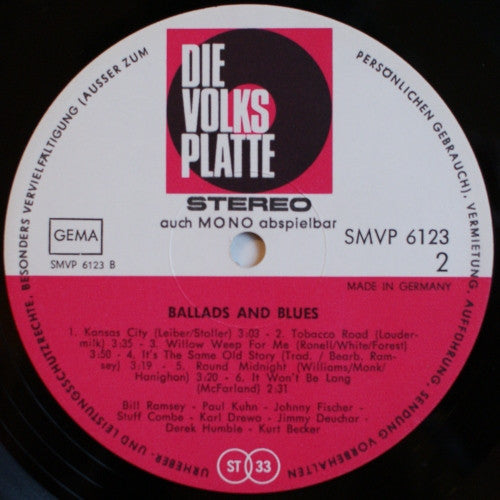 DIE
VOLKS
PLATTE
STEREO
auch MONO abspielbar
GEMA
SMVP 6123 B
SMVP 6123
2
MADE IN GERMANY
BALLADS AND BLUES
1. Kansas City (Leiber/Stoller) 3:03 - 2. Tobacco Road (Louder-
milk) 3:35 - 3. Willow Weep For Me (Ronell/White/Forest)
3:50 - 4. It's The Same Old Story (Trad. / Bearb. Ram-
sey) 3:19 - 5. Round Midnight (Williams/Monk/
Hanighon) 3:20 - 6. It Won't Be Long
(McFarland) 2:31
Bill Ramsey - Paul Kuhn - Johnny Fischer -
Stuff Combe - Karl Drewo - Jimmy Deuchar -
Derek Humble - Kurt Becker
ST 33
URHEBER- UND LEISTUNGSSCHUTZRECHTE, BESONDERS VERVIELFÄLTIGUNG (AUSSER ZUM PERSÖNLICHEN GEBRAUCH), VERMIETUNG, AUFFÜHRUNG, SENDUNG VORBEHALTEN